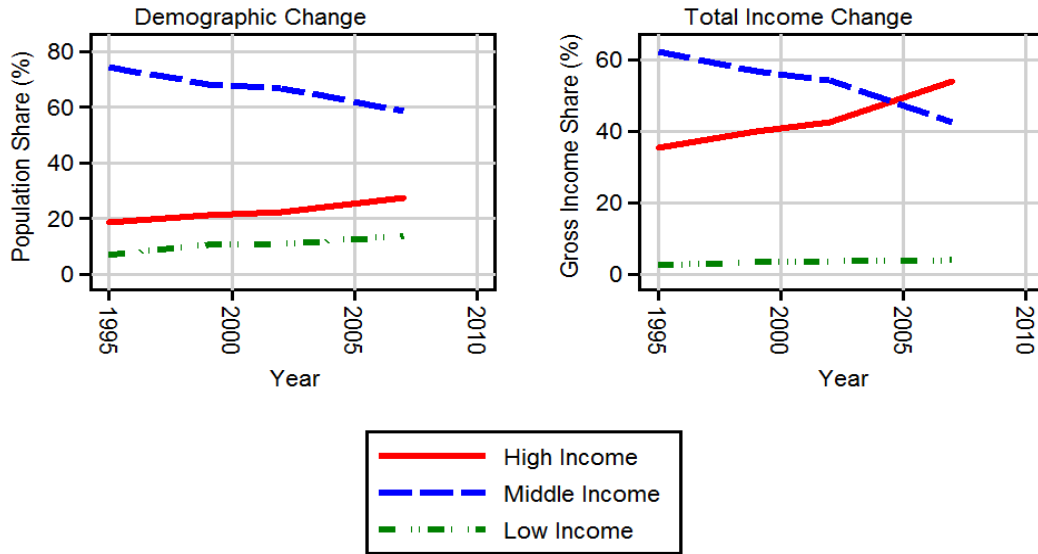 Demographic Change
Population Share (%)
80
60
40
20
0
1995
2000
2005
2010
Year
Total Income Change
Gross Income Share (%)
60
40
20
0
1995
2000
2005
2010
Year
High Income
Middle Income
Low Income